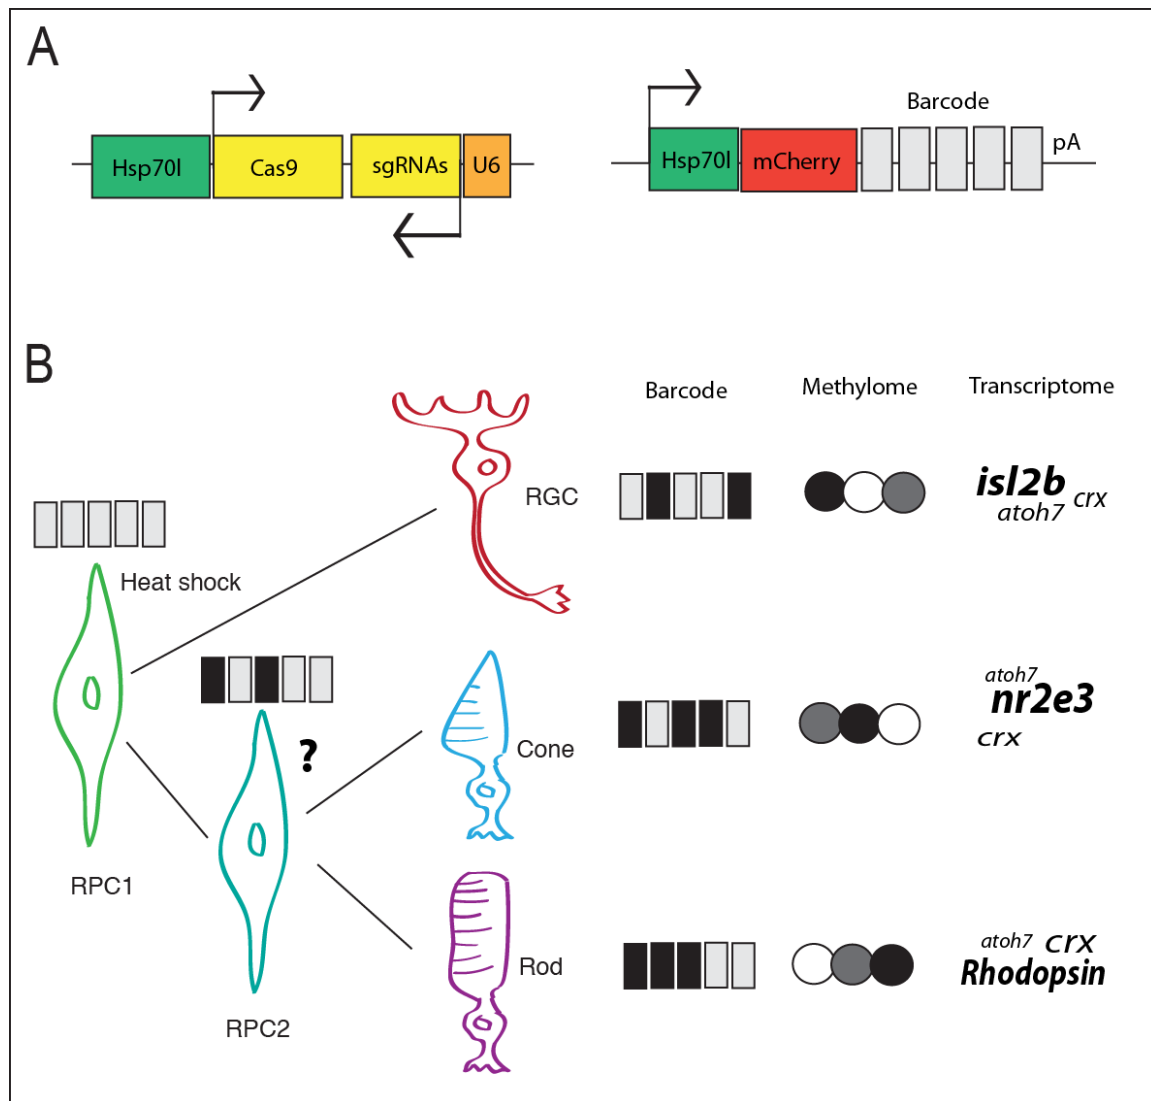 A
Hsp70l Cas9 sgRNAs U6
Barcode
Hsp70l mCherry pA
B
Barcode Methylome Transcriptome
RGC
isl2b
atoh7 crx
Heat shock
RPC1
?
RPC2
Cone
atoh7
nr2e3
crx
Rod
atoh7 crx
Rhodopsin